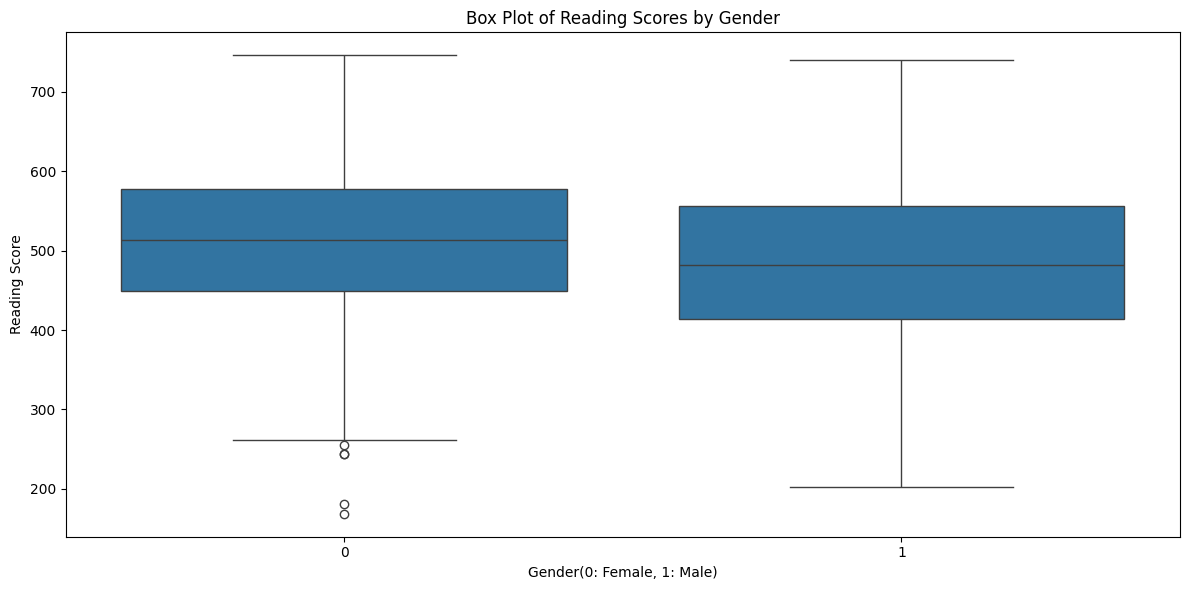 Box Plot of Reading Scores by Gender
Reading Score
700
600
500
400
300
200
0 1
Gender(0: Female, 1: Male)